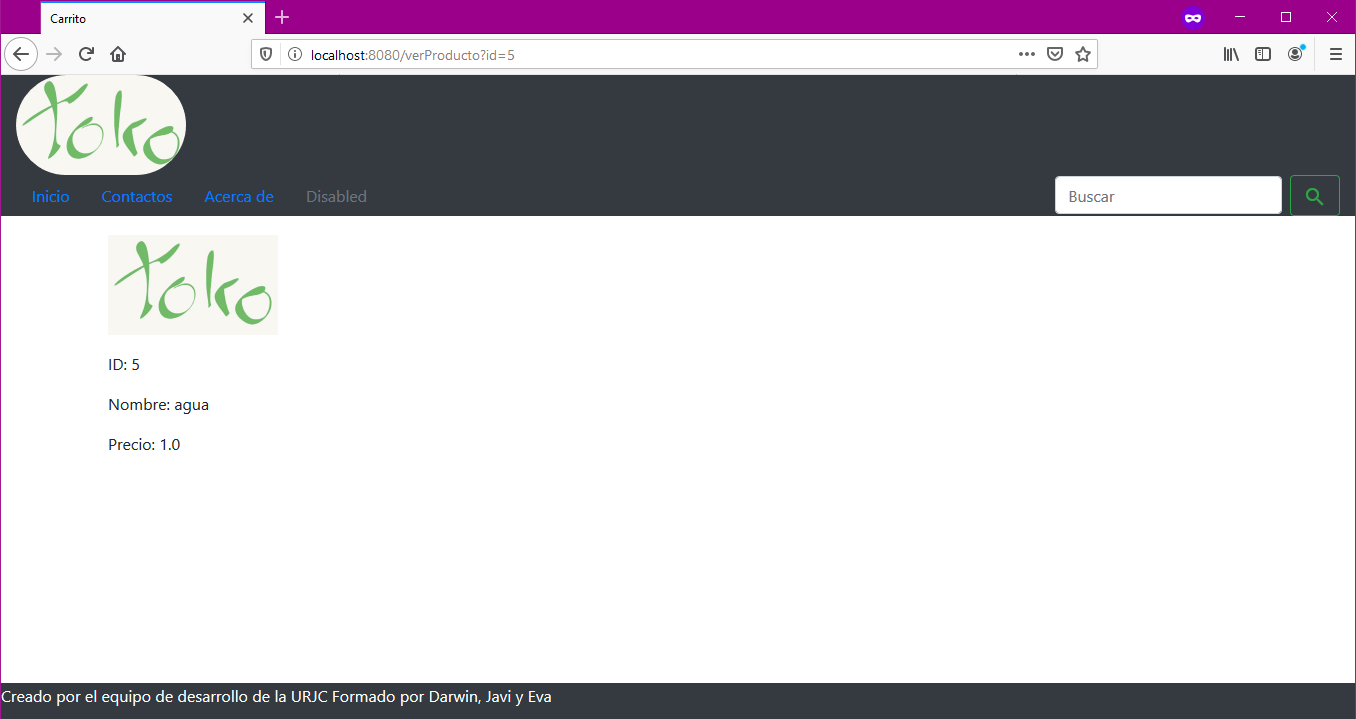 Carrito
localhost:8080/verProducto?id=5
toko
Inicio Contactos Acerca de Disabled Buscar
toko
ID: 5
Nombre: agua
Precio: 1.0
Creado por el equipo de desarrollo de la URJC Formado por Darwin, Javi y Eva